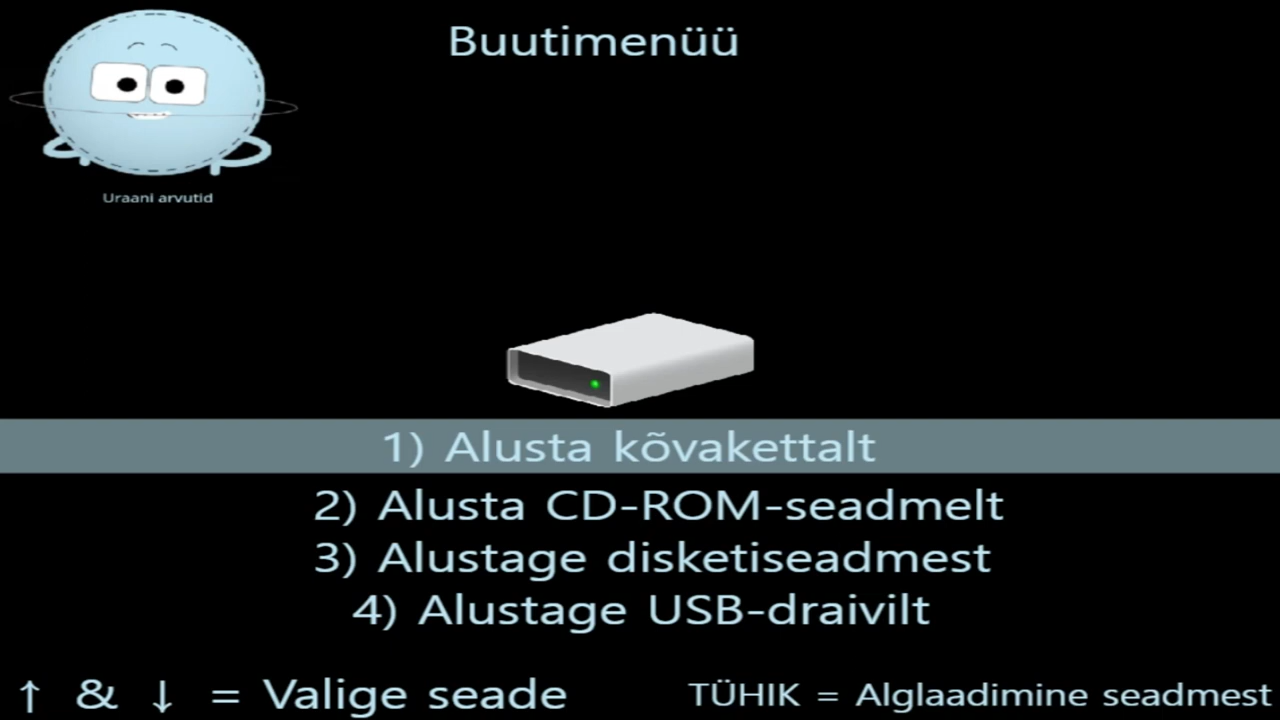 Buutimenüü
Uraani arvutid
1) Alusta kõvakettalt
2) Alusta CD-ROM-seadmelt
3) Alustage disketiseadmest
4) Alustage USB-draivilt
↑ & ↓ = Valige seade
TÜHIK = Alglaadimine seadmest